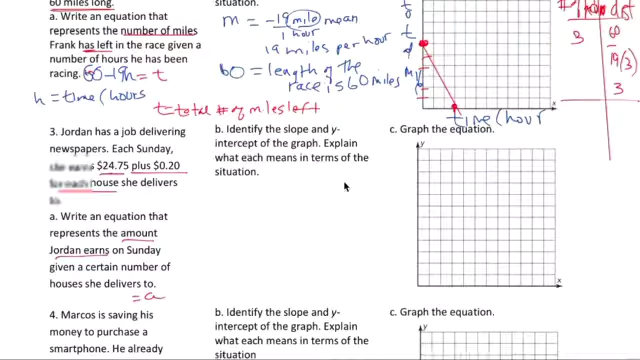 60 miles long.
a. Write an equation that
represents the number of miles
Frank has left in the race given a
number of hours he has been
racing. 60 - 19h = t
h = time (hours
t = total # of miles left
situation.
m = -19 mile mean
1 hour
19 miles per hour
60 = length of the
race is 60 miles
time (hour
x
3
60
-
19(3)
3
3. Jordan has a job delivering
newspapers. Each Sunday,
$24.75 plus $0.20
house she delivers
a. Write an equation that
represents the amount
Jordan earns on Sunday
given a certain number of
houses she delivers to.
= a
b. Identify the slope and y-
intercept of the graph. Explain
what each means in terms of the
situation.
c. Graph the equation.
y
x
4. Marcos is saving his
money to purchase a
smartphone. He already
b. Identify the slope and y-
intercept of the graph. Explain
what each means in terms of the
situation
c. Graph the equation.
y